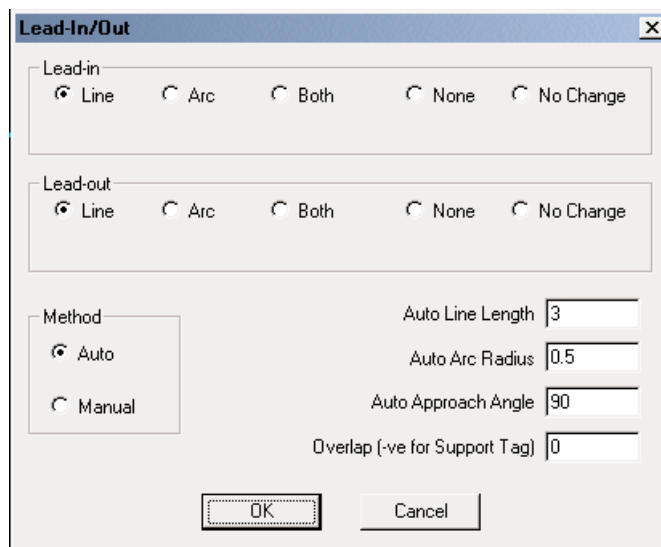 Lead-In/Out
Lead-in
Line Arc Both None No Change
Lead-out
Line Arc Both None No Change
Method
Auto
Manual
Auto Line Length 3
Auto Arc Radius 0.5
Auto Approach Angle 90
Overlap (-ve for Support Tag) 0
OK Cancel